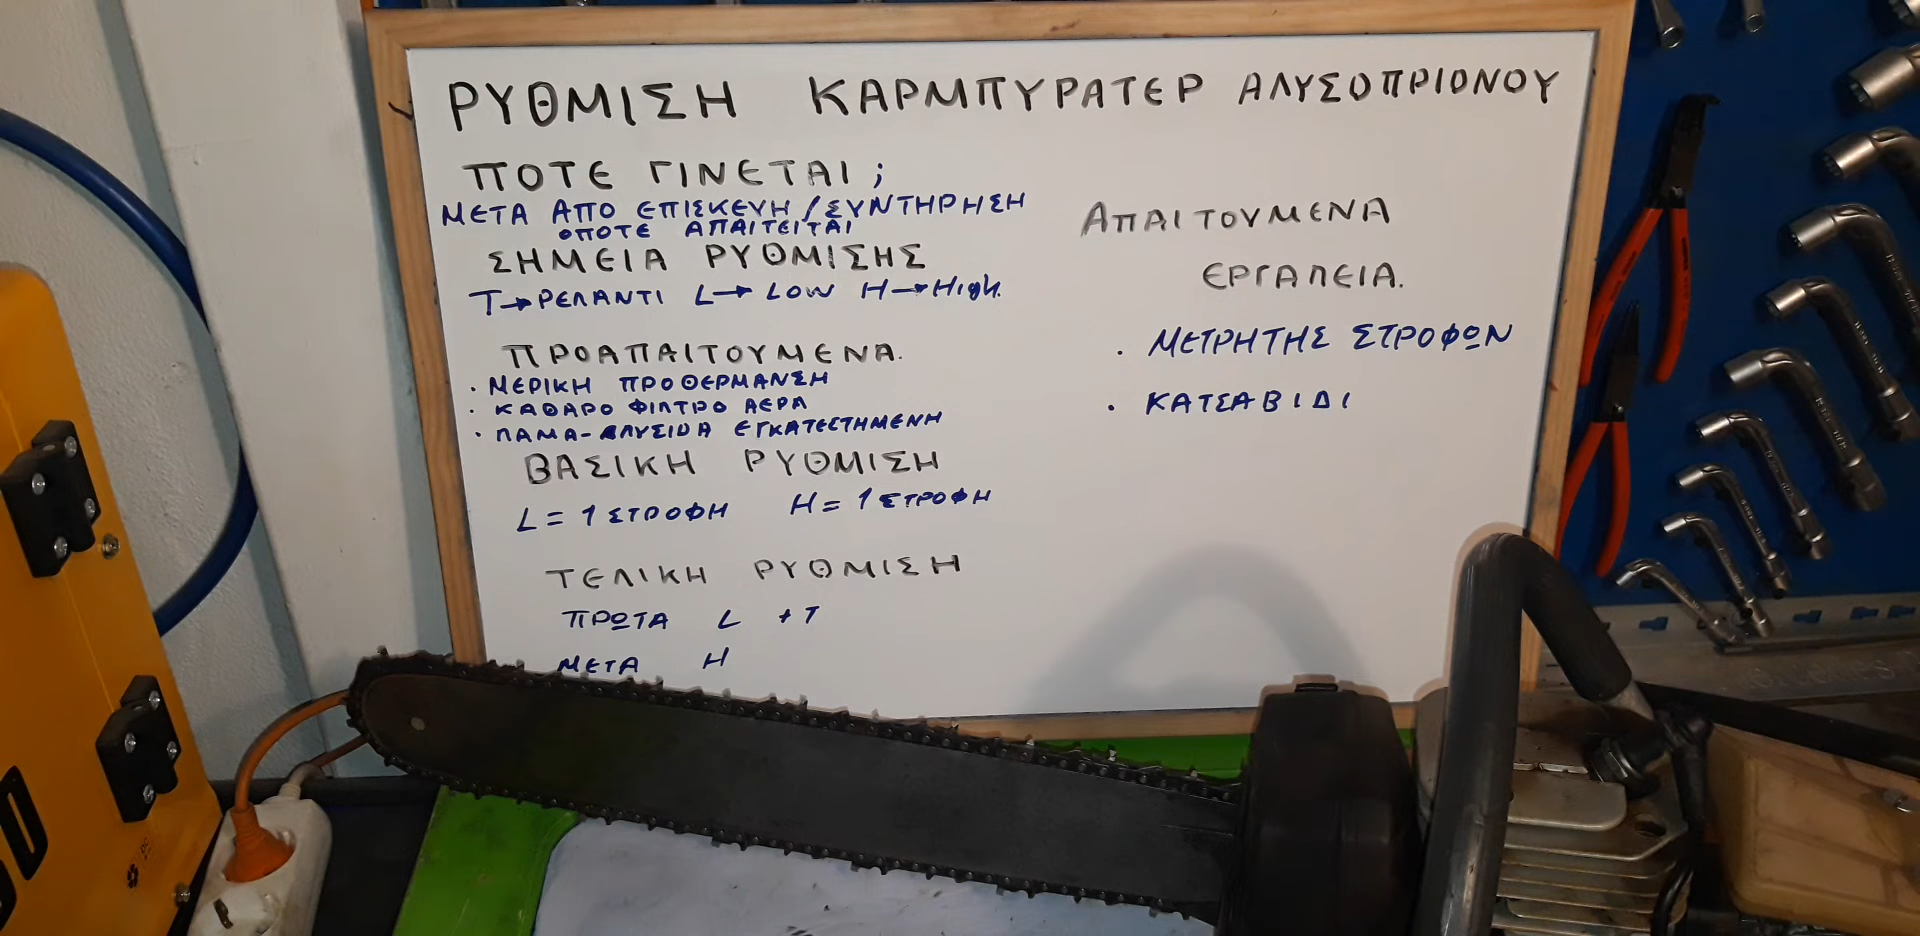 ΡΥΘΜΙΣΗ ΚΑΡΜΠΥΡΑΤΕΡ ΑΛΥΣΟΠΡΙΟΝΟΥ
ΠΟΤΕ ΓΙΝΕΤΑΙ ;
ΜΕΤΑ ΑΠΟ ΕΠΙΣΚΕΥΗ / ΣΥΝΤΗΡΗΣΗ
ΟΠΟΤΕ ΑΠΑΙΤΕΙΤΑΙ
ΣΗΜΕΙΑ ΡΥΘΜΙΣΗΣ
T→ΡΕΛΑΝΤΙ L→LOW H→High.
ΠΡΟΑΠΑΙΤΟΥΜΕΝΑ.
· ΜΕΡΙΚΗ ΠΡΟΘΕΡΜΑΝΣΗ
· ΚΑΘΑΡΟ ΦΙΛΤΡΟ ΑΕΡΑ
· ΛΑΜΑ-ΑΛΥΣΙΔΑ ΕΓΚΑΤΕΣΤΗΜΕΝΗ
ΒΑΣΙΚΗ ΡΥΘΜΙΣΗ
L = 1 ΣΤΡΟΦΗ H = 1 ΣΤΡΟΦΗ
ΤΕΛΙΚΗ ΡΥΘΜΙΣΗ
ΠΡΩΤΑ L + T
ΜΕΤΑ H
ΑΠΑΙΤΟΥΜΕΝΑ
ΕΡΓΑΛΕΙΑ.
· ΜΕΤΡΗΤΗΣ ΣΤΡΟΦΩΝ
· ΚΑΤΣΑΒΙΔΙ